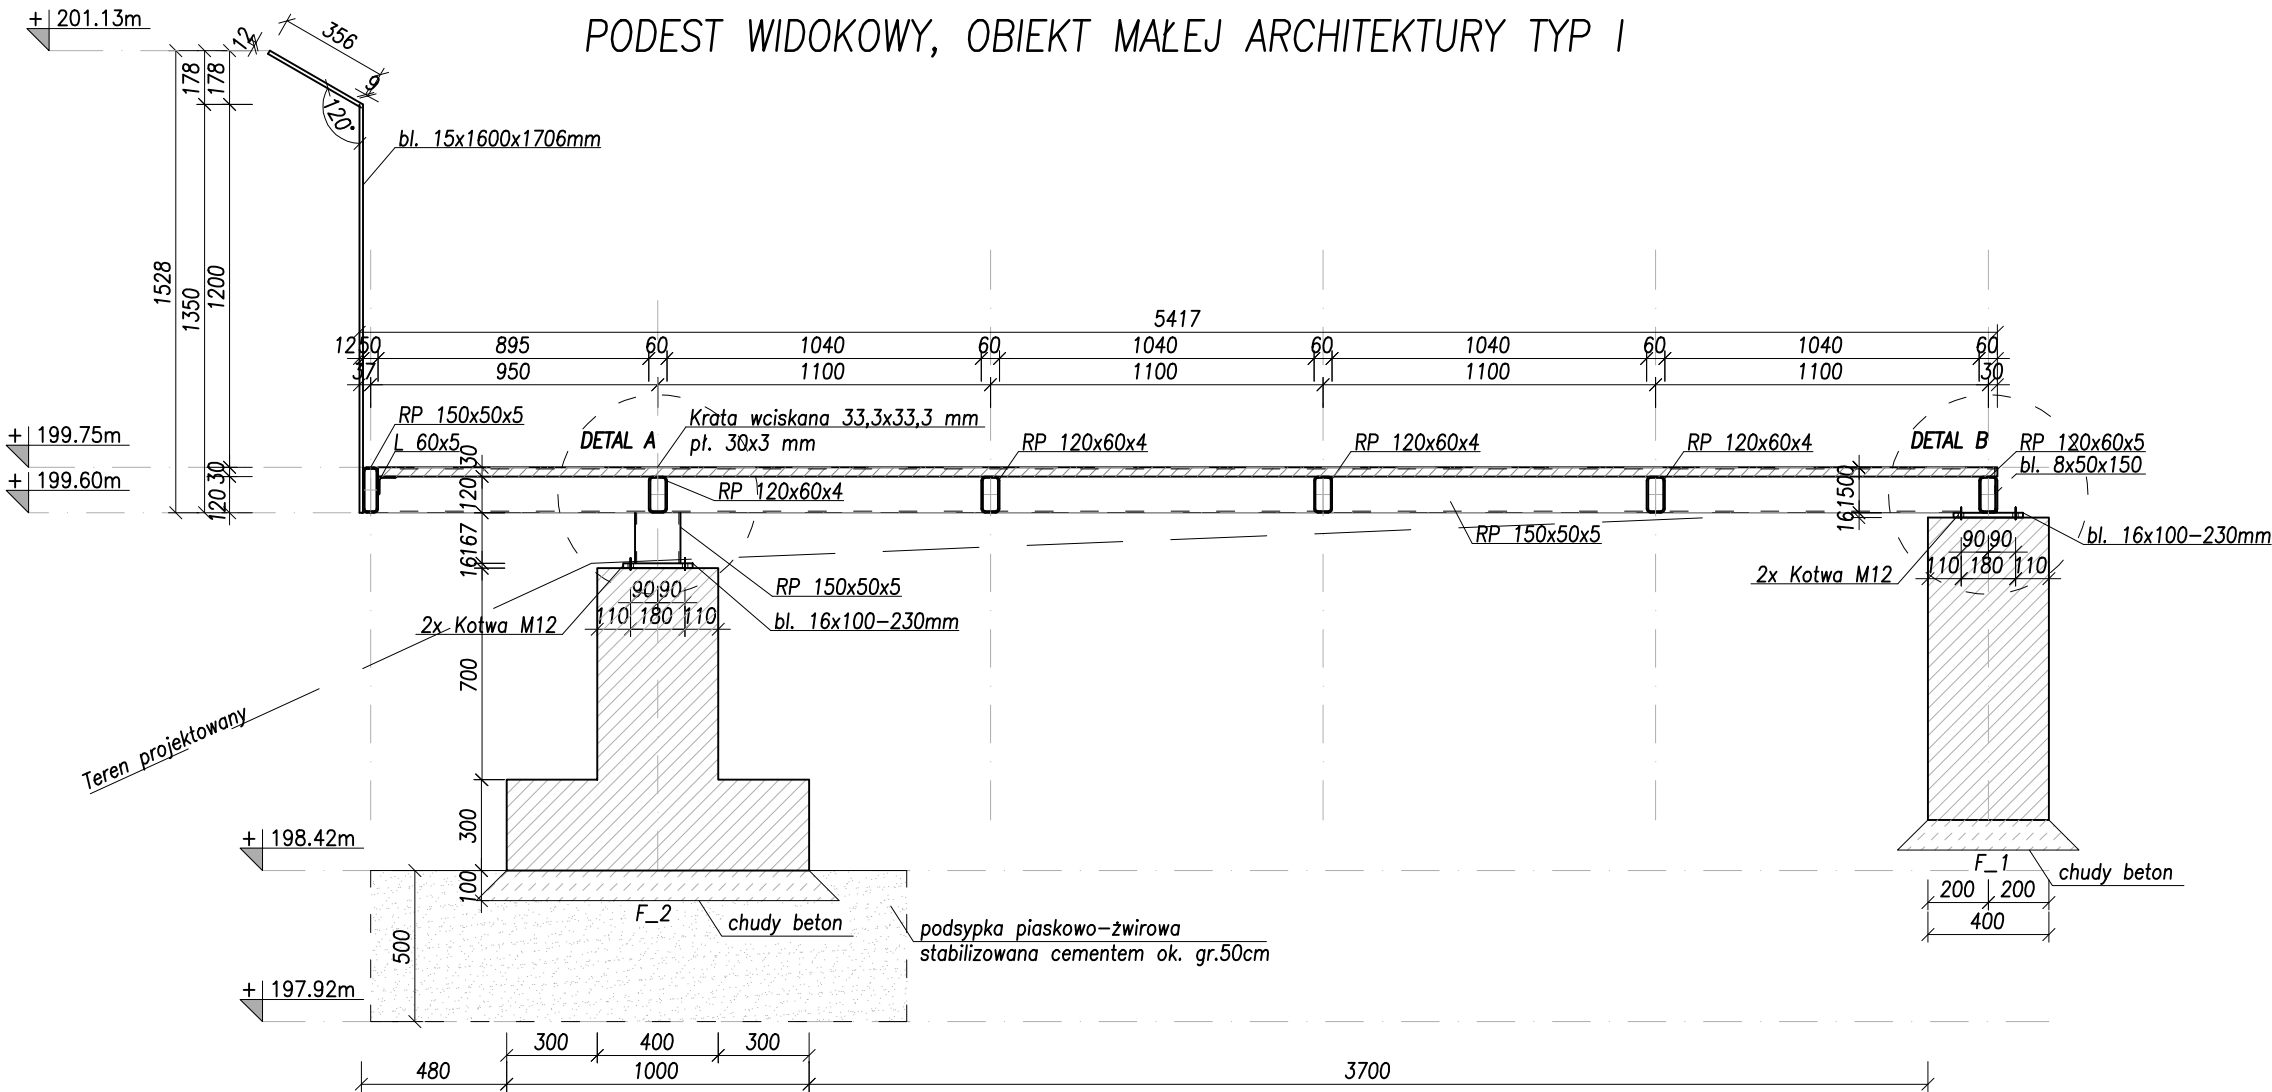 PODEST WIDOKOWY, OBIEKT MAŁEJ ARCHITEKTURY TYP I
+ 201.13m
12
356
9
178
178
120°
bl. 15x1600x1706mm
1528
1350
1200
5417
12 50 895 60 1040 60 1040 60 1040 60 1040 60
37 950 1100 1100 1100 1100 30
+ 199.75m
+ 199.60m
30
120
RP 150x50x5
L 60x5
DETAL A
Krata wciskana 33,3x33,3 mm
pł. 30x3 mm
RP 120x60x4
RP 120x60x4
RP 120x60x4
DETAL B
RP 120x60x5
bl. 8x50x150
30
120
167
16
RP 120x60x4
RP 150x50x5
1500
16
bl. 16x100-230mm
90 90
110 180 110
2x Kotwa M12
RP 150x50x5
90 90
110 180 110
2x Kotwa M12
bl. 16x100-230mm
700
Teren projektowany
300
+ 198.42m
100
F_2
chudy beton
F_1
chudy beton
200 200
400
podsypka piaskowo-żwirowa
stabilizowana cementem ok. gr.50cm
500
+ 197.92m
300 400 300
480 1000 3700